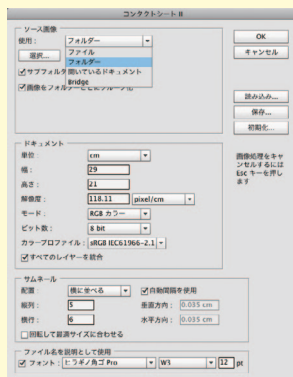 コンタクトシート II
ソース画像
使用： フォルダー
ファイル
フォルダー
開いているドキュメント
Bridge
選択...
サブフォルダ
画像をフォルダーごとにグループ化
OK
キャンセル
読み込み...
保存...
初期化...
画像処理をキャ
ンセルするには
Esc キーを押し
ます
ドキュメント
単位： cm
幅： 29
高さ： 21
解像度： 118.11 pixel/cm
モード： RGB カラー
ビット数： 8 bit
カラープロファイル： sRGB IEC61966-2.1
すべてのレイヤーを統合
サムネール
配置： 横に並べる 自動間隔を使用
縦列： 5 垂直方向： 0.035 cm
横行： 6 水平方向： 0.035 cm
回転して最適サイズに合わせる
ファイル名を説明として使用
フォント： ヒラギノ角ゴ Pro W3 12 pt